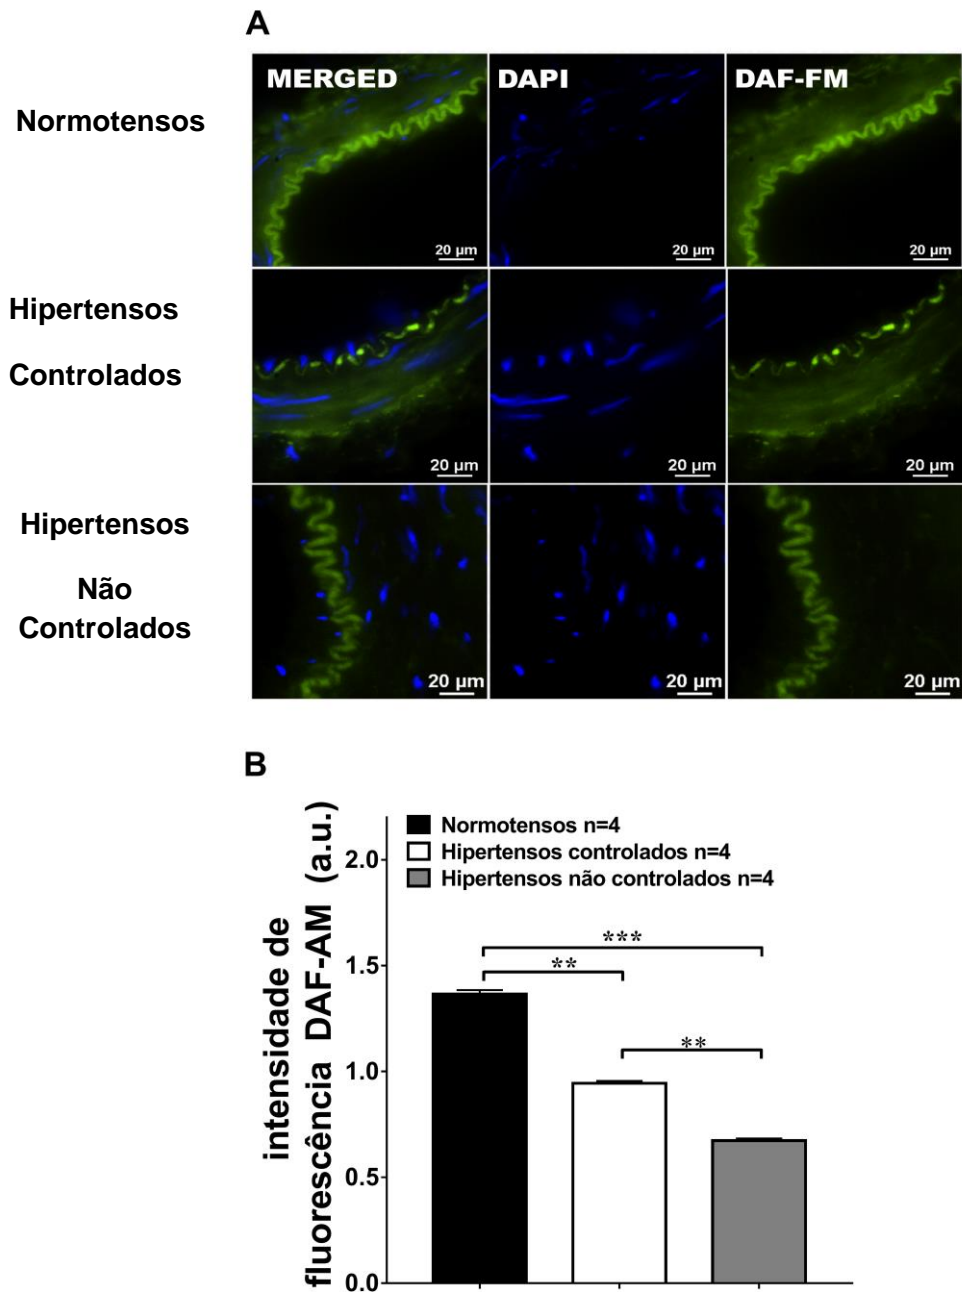 A
MERGED
DAPI
DAF-FM
Normotensos
20 µm
20 µm
20 µm
Hipertensos
Controlados
20 µm
20 µm
20 µm
Hipertensos
Não
Controlados
20 µm
20 µm
20 µm
B
intensidade de
fluorescência DAF-AM (a.u.)
Normotensos n=4
Hipertensos controlados n=4
Hipertensos não controlados n=4
2.0
1.5
1.0
0.5
0.0
***
**
**